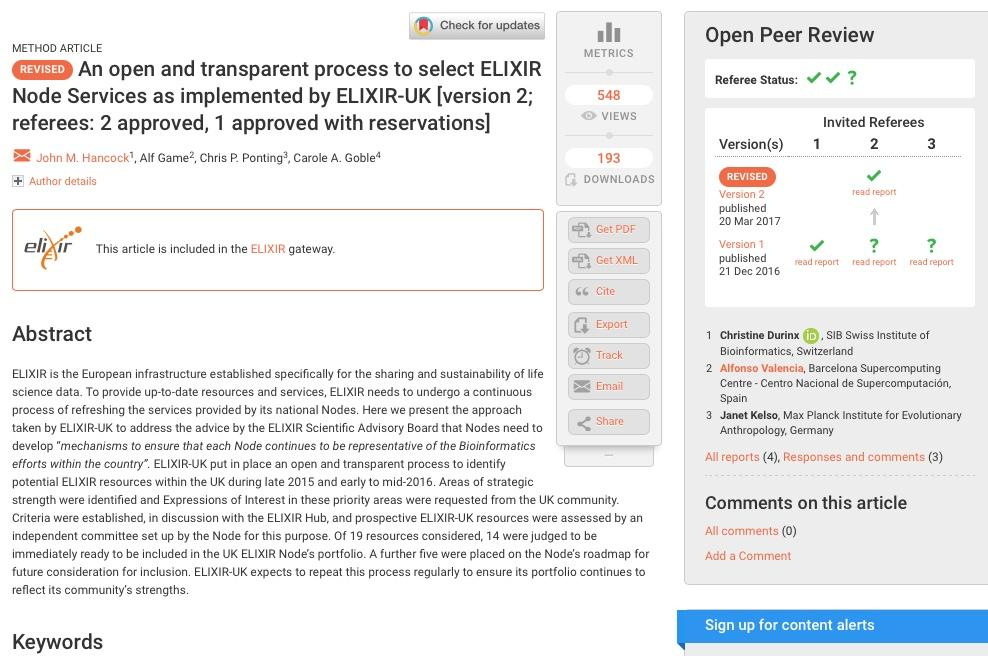 Check for updates
METHOD ARTICLE
REVISED An open and transparent process to select ELIXIR
Node Services as implemented by ELIXIR-UK [version 2;
referees: 2 approved, 1 approved with reservations]
John M. Hancock1, Alf Game2, Chris P. Ponting3, Carole A. Goble4
Author details
elixir
This article is included in the ELIXIR gateway.
Abstract
ELIXIR is the European infrastructure established specifically for the sharing and sustainability of life
science data. To provide up-to-date resources and services, ELIXIR needs to undergo a continuous
process of refreshing the services provided by its national Nodes. Here we present the approach
taken by ELIXIR-UK to address the advice by the ELIXIR Scientific Advisory Board that Nodes need to
develop “mechanisms to ensure that each Node continues to be representative of the Bioinformatics
efforts within the country”. ELIXIR-UK put in place an open and transparent process to identify
potential ELIXIR resources within the UK during late 2015 and early to mid-2016. Areas of strategic
strength were identified and Expressions of Interest in these priority areas were requested from the UK community.
Criteria were established, in discussion with the ELIXIR Hub, and prospective ELIXIR-UK resources were assessed by an
independent committee set up by the Node for this purpose. Of 19 resources considered, 14 were judged to be
immediately ready to be included in the UK ELIXIR Node’s portfolio. A further five were placed on the Node’s roadmap for
future consideration for inclusion. ELIXIR-UK expects to repeat this process regularly to ensure its portfolio continues to
reflect its community’s strengths.
Keywords
METRICS
548
VIEWS
193
DOWNLOADS
Get PDF
Get XML
Cite
Export
Track
Email
Share
Open Peer Review
Referee Status: ✓ ✓ ?
Invited Referees
Version(s) 1 2 3
REVISED ✓
Version 2 read report
published
20 Mar 2017
Version 1 ✓ ? ?
published read report read report read report
21 Dec 2016
1 Christine Durinx iD, SIB Swiss Institute of
Bioinformatics, Switzerland
2 Alfonso Valencia, Barcelona Supercomputing
Centre - Centro Nacional de Supercomputación,
Spain
3 Janet Kelso, Max Planck Institute for Evolutionary
Anthropology, Germany
All reports (4), Responses and comments (3)
Comments on this article
All comments (0)
Add a Comment
Sign up for content alerts